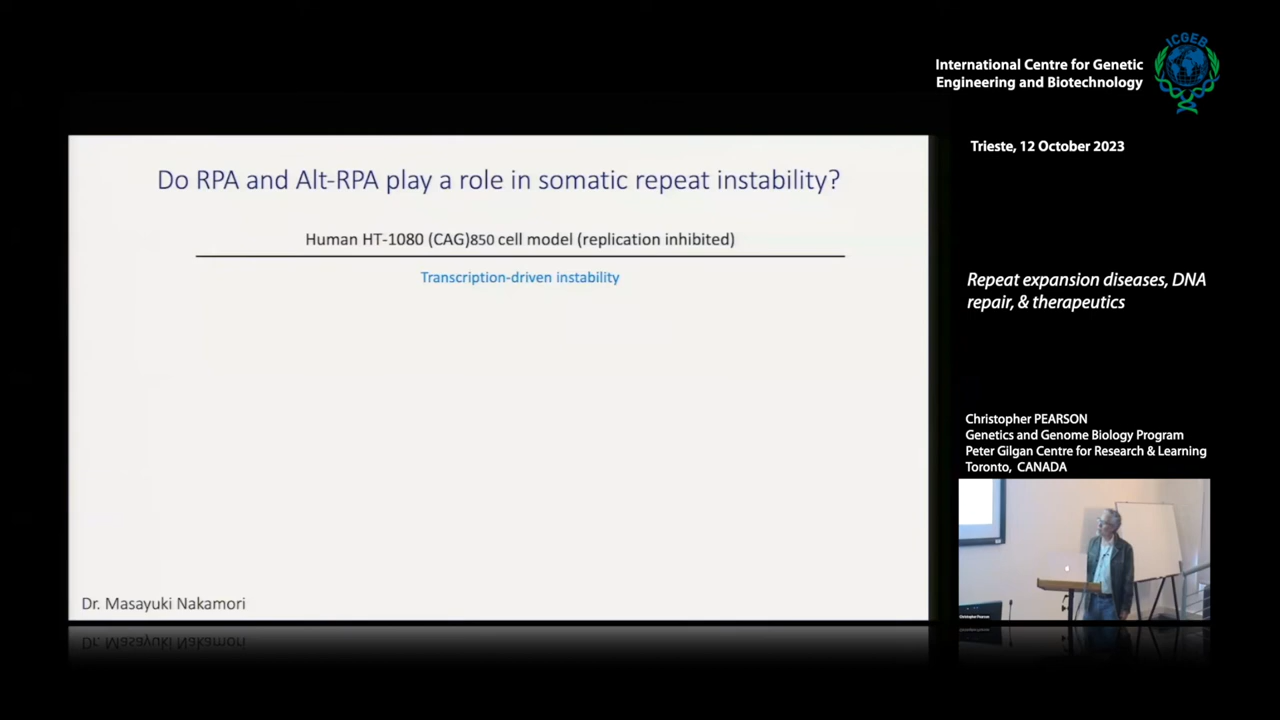 ICGEB
International Centre for Genetic
Engineering and Biotechnology
Trieste, 12 October 2023
Do RPA and Alt-RPA play a role in somatic repeat instability?
Human HT-1080 (CAG)850 cell model (replication inhibited)
Transcription-driven instability
Dr. Masayuki Nakamori
Repeat expansion diseases, DNA
repair, & therapeutics
Christopher PEARSON
Genetics and Genome Biology Program
Peter Gilgan Centre for Research & Learning
Toronto, CANADA
Christopher Pearson